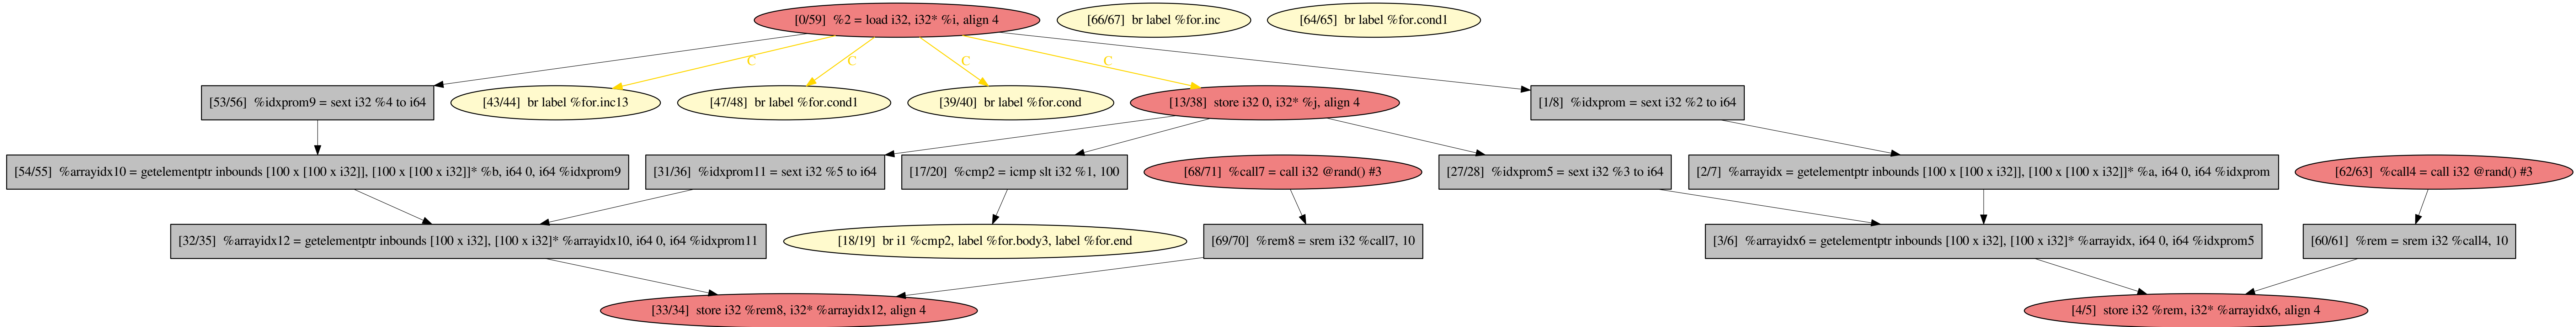 [0/59]  %2 = load i32, i32* %i, align 4
[66/67]  br label %for.inc
[64/65]  br label %for.cond1
C
C
C
C
[53/56]  %idxprom9 = sext i32 %4 to i64
[43/44]  br label %for.inc13
[47/48]  br label %for.cond1
[39/40]  br label %for.cond
[13/38]  store i32 0, i32* %j, align 4
[1/8]  %idxprom = sext i32 %2 to i64
[54/55]  %arrayidx10 = getelementptr inbounds [100 x [100 x i32]], [100 x [100 x i32]]* %b, i64 0, i64 %idxprom9
[31/36]  %idxprom11 = sext i32 %5 to i64
[17/20]  %cmp2 = icmp slt i32 %1, 100
[68/71]  %call7 = call i32 @rand() #3
[27/28]  %idxprom5 = sext i32 %3 to i64
[2/7]  %arrayidx = getelementptr inbounds [100 x [100 x i32]], [100 x [100 x i32]]* %a, i64 0, i64 %idxprom
[62/63]  %call4 = call i32 @rand() #3
[32/35]  %arrayidx12 = getelementptr inbounds [100 x i32], [100 x i32]* %arrayidx10, i64 0, i64 %idxprom11
[18/19]  br i1 %cmp2, label %for.body3, label %for.end
[69/70]  %rem8 = srem i32 %call7, 10
[3/6]  %arrayidx6 = getelementptr inbounds [100 x i32], [100 x i32]* %arrayidx, i64 0, i64 %idxprom5
[60/61]  %rem = srem i32 %call4, 10
[33/34]  store i32 %rem8, i32* %arrayidx12, align 4
[4/5]  store i32 %rem, i32* %arrayidx6, align 4